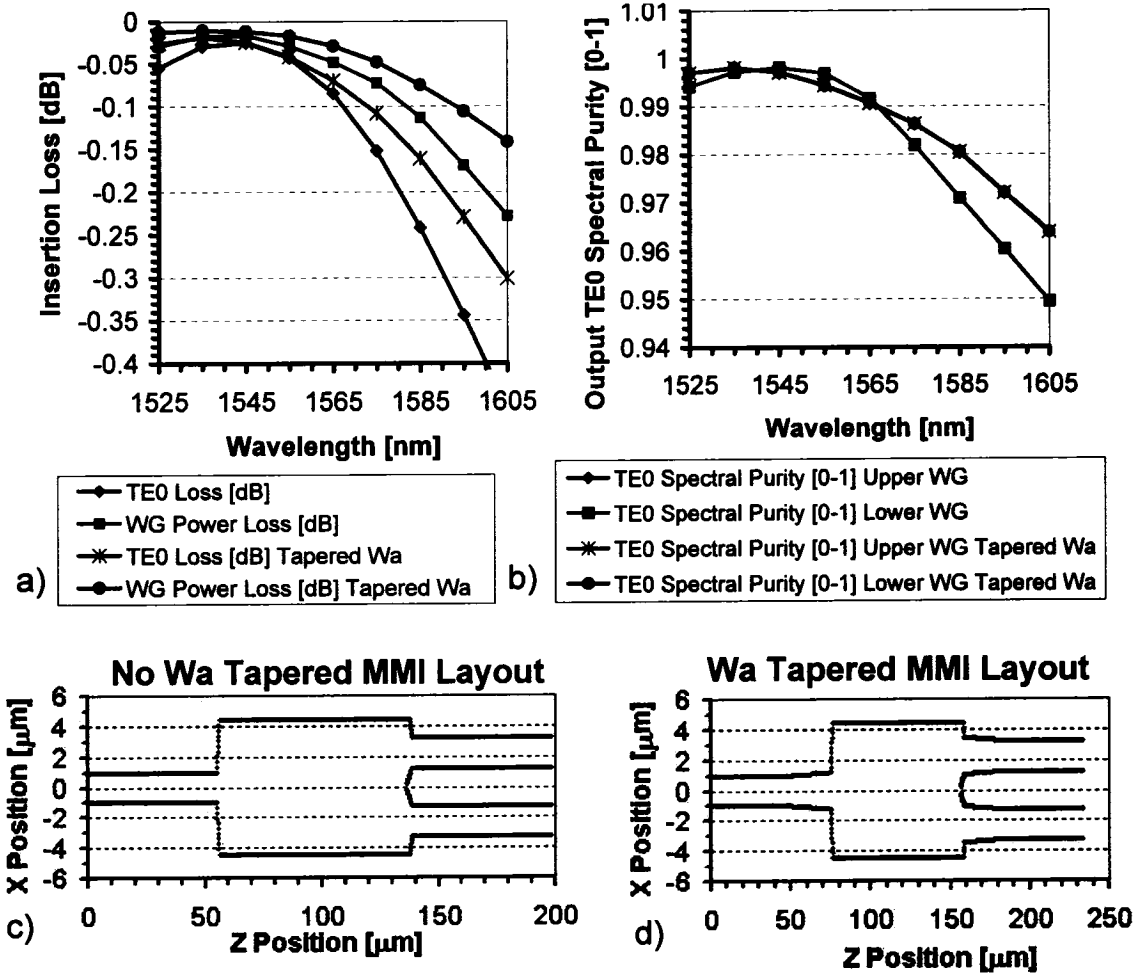 Insertion Loss [dB]
0
-0.05
-0.1
-0.15
-0.2
-0.25
-0.3
-0.35
-0.4
1525 1545 1565 1585 1605
Wavelength [nm]
TE0 Loss [dB]
WG Power Loss [dB]
TE0 Loss [dB] Tapered Wa
WG Power Loss [dB] Tapered Wa
a)
Output TE0 Spectral Purity [0-1]
1.01
1
0.99
0.98
0.97
0.96
0.95
0.94
1525 1545 1565 1585 1605
Wavelength [nm]
TE0 Spectral Purity [0-1] Upper WG
TE0 Spectral Purity [0-1] Lower WG
TE0 Spectral Purity [0-1] Upper WG Tapered Wa
TE0 Spectral Purity [0-1] Lower WG Tapered Wa
b)
No Wa Tapered MMI Layout
X Position [μm]
6
4
2
0
-2
-4
-6
0 50 100 150 200
Z Position [μm]
c)
Wa Tapered MMI Layout
X Position [μm]
6
4
2
0
-2
-4
-6
0 50 100 150 200 250
Z Position [μm]
d)